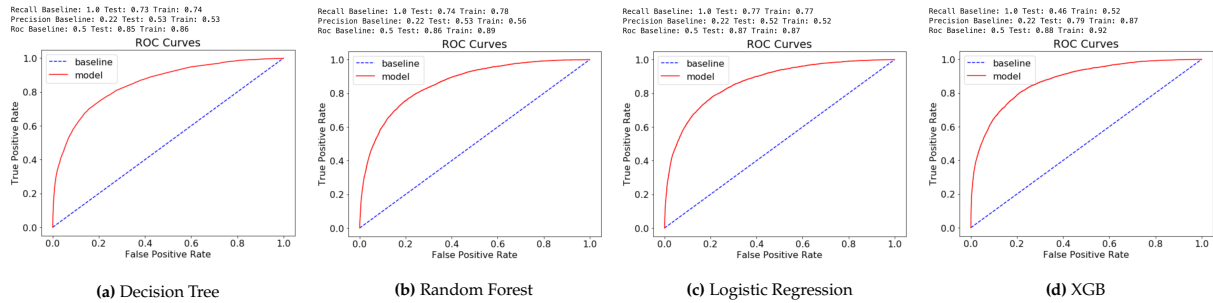 Recall Baseline: 1.0 Test: 0.73 Train: 0.74
Precision Baseline: 0.22 Test: 0.53 Train: 0.53
Roc Baseline: 0.5 Test: 0.85 Train: 0.86
ROC Curves
baseline
model
True Positive Rate
1.0
0.8
0.6
0.4
0.2
0.0
0.0 0.2 0.4 0.6 0.8 1.0
False Positive Rate
(a) Decision Tree
Recall Baseline: 1.0 Test: 0.74 Train: 0.78
Precision Baseline: 0.22 Test: 0.53 Train: 0.56
Roc Baseline: 0.5 Test: 0.86 Train: 0.89
ROC Curves
baseline
model
True Positive Rate
1.0
0.8
0.6
0.4
0.2
0.0
0.0 0.2 0.4 0.6 0.8 1.0
False Positive Rate
(b) Random Forest
Recall Baseline: 1.0 Test: 0.77 Train: 0.77
Precision Baseline: 0.22 Test: 0.52 Train: 0.52
Roc Baseline: 0.5 Test: 0.87 Train: 0.87
ROC Curves
baseline
model
True Positive Rate
1.0
0.8
0.6
0.4
0.2
0.0
0.0 0.2 0.4 0.6 0.8 1.0
False Positive Rate
(c) Logistic Regression
Recall Baseline: 1.0 Test: 0.46 Train: 0.52
Precision Baseline: 0.22 Test: 0.79 Train: 0.87
Roc Baseline: 0.5 Test: 0.88 Train: 0.92
ROC Curves
baseline
model
True Positive Rate
1.0
0.8
0.6
0.4
0.2
0.0
0.0 0.2 0.4 0.6 0.8 1.0
False Positive Rate
(d) XGB